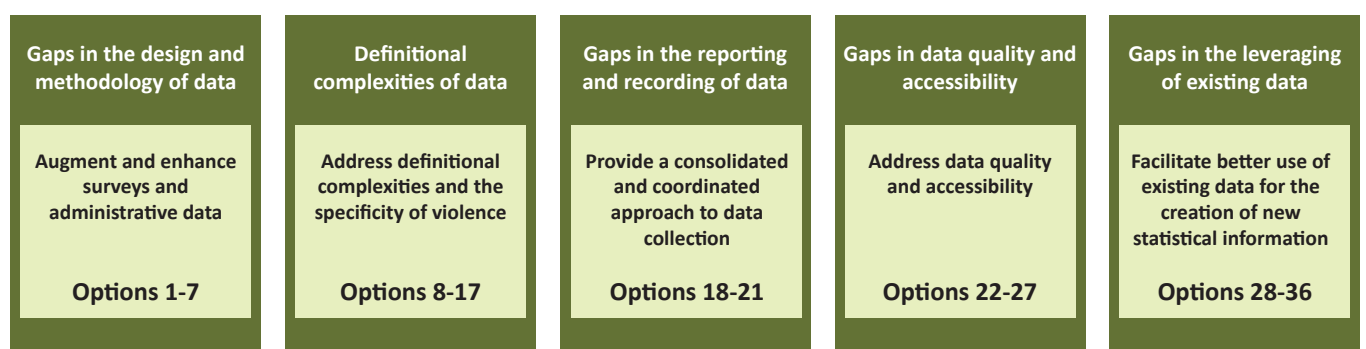 Gaps in the design and
methodology of data
Augment and enhance
surveys and
administrative data
Options 1-7
Definitional
complexities of data
Address definitional
complexities and the
specificity of violence
Options 8-17
Gaps in the reporting
and recording of data
Provide a consolidated
and coordinated
approach to data
collection
Options 18-21
Gaps in data quality and
accessibility
Address data quality
and accessibility
Options 22-27
Gaps in the leveraging
of existing data
Facilitate better use of
existing data for the
creation of new
statistical information
Options 28-36